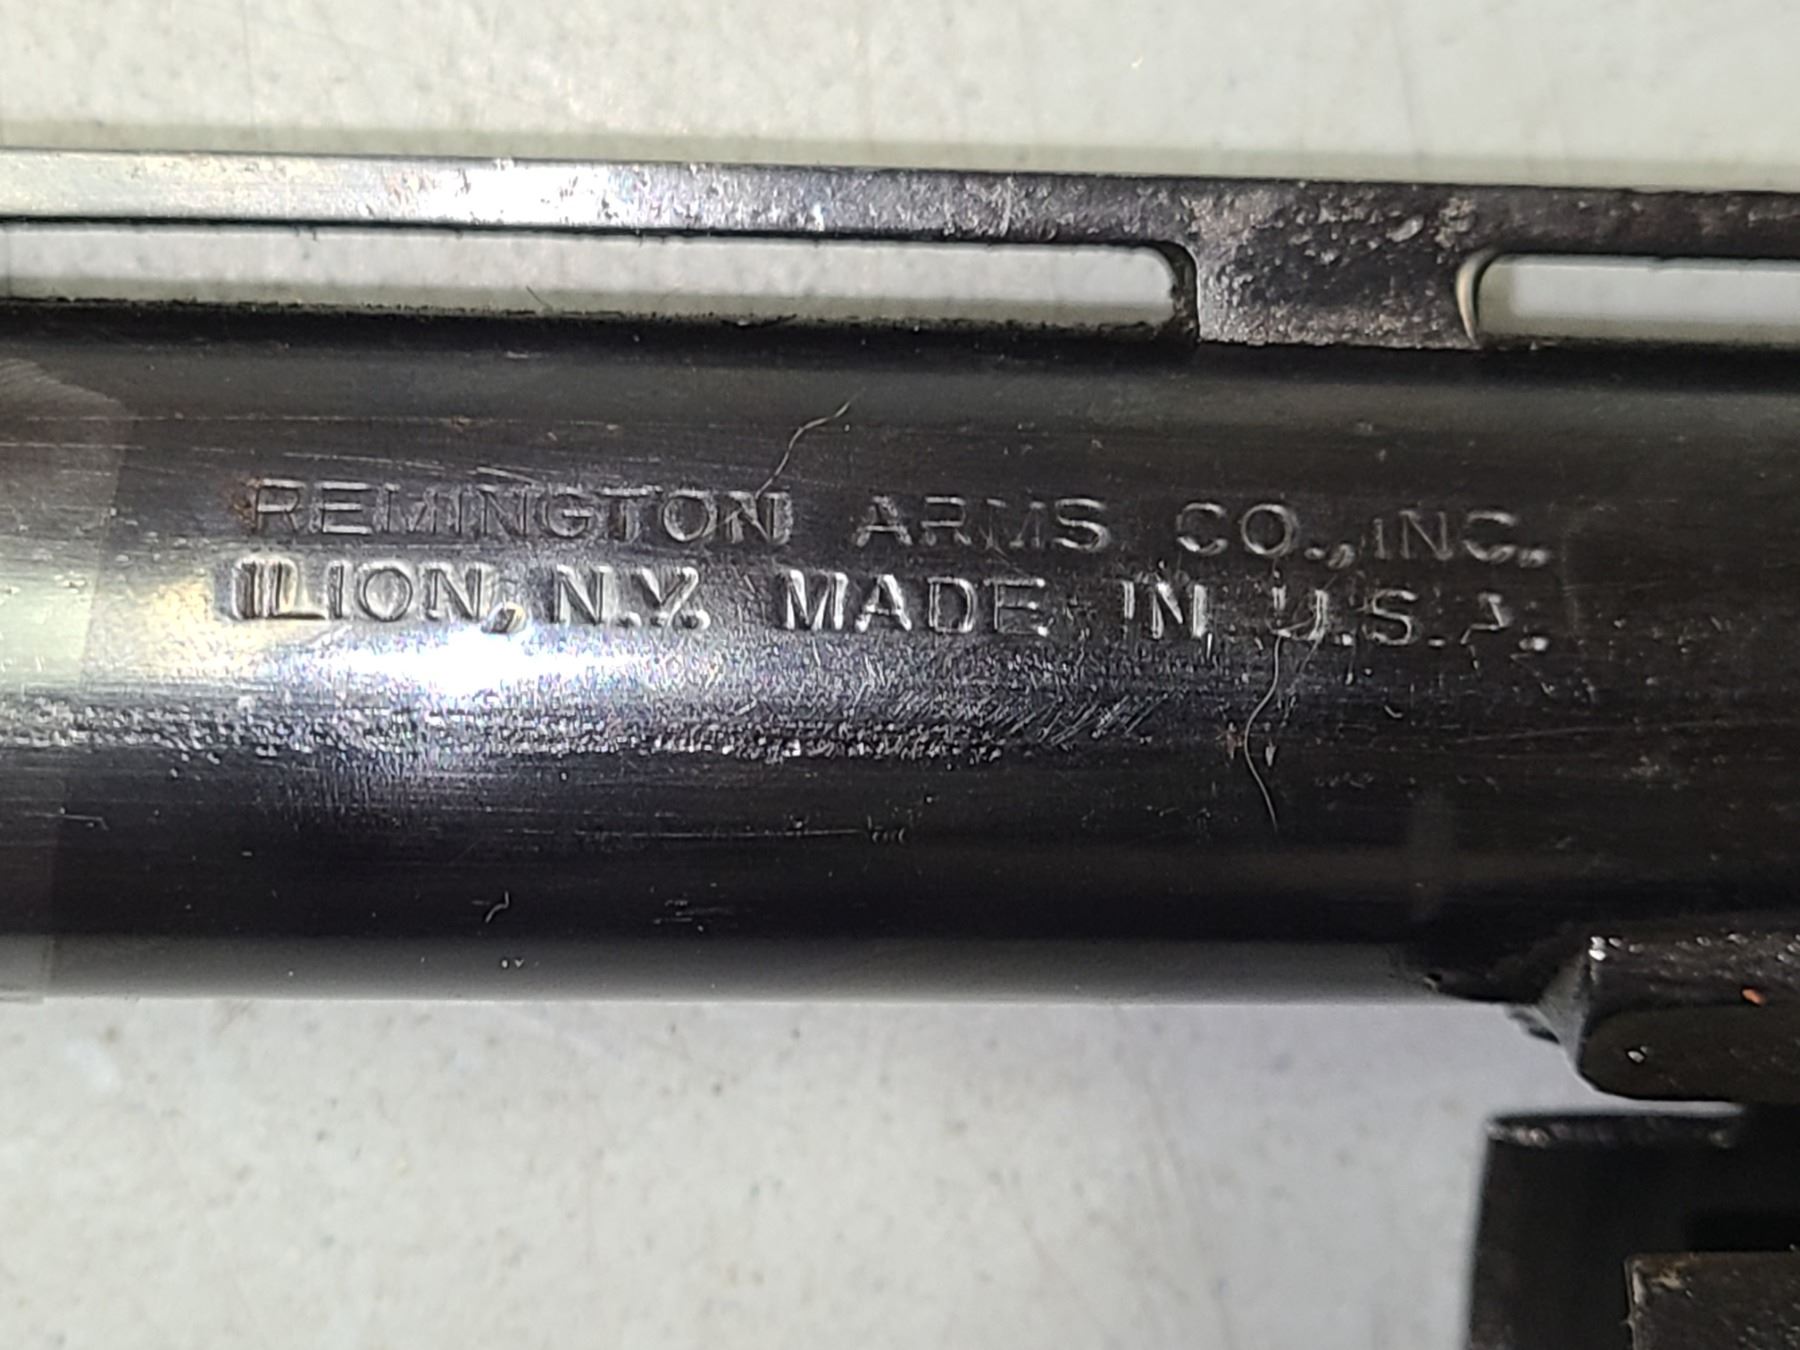 REMINGTON ARMS CO., INC.
ILION, N.Y. MADE IN U.S.A.